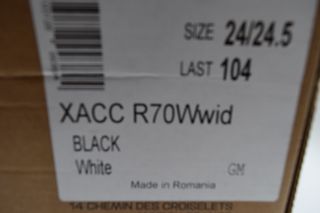 SIZE 24/24.5
LAST 104
XACC R70Wwid
BLACK
White GM
Made in Romania
14 CHEMIN DES CROISELETS